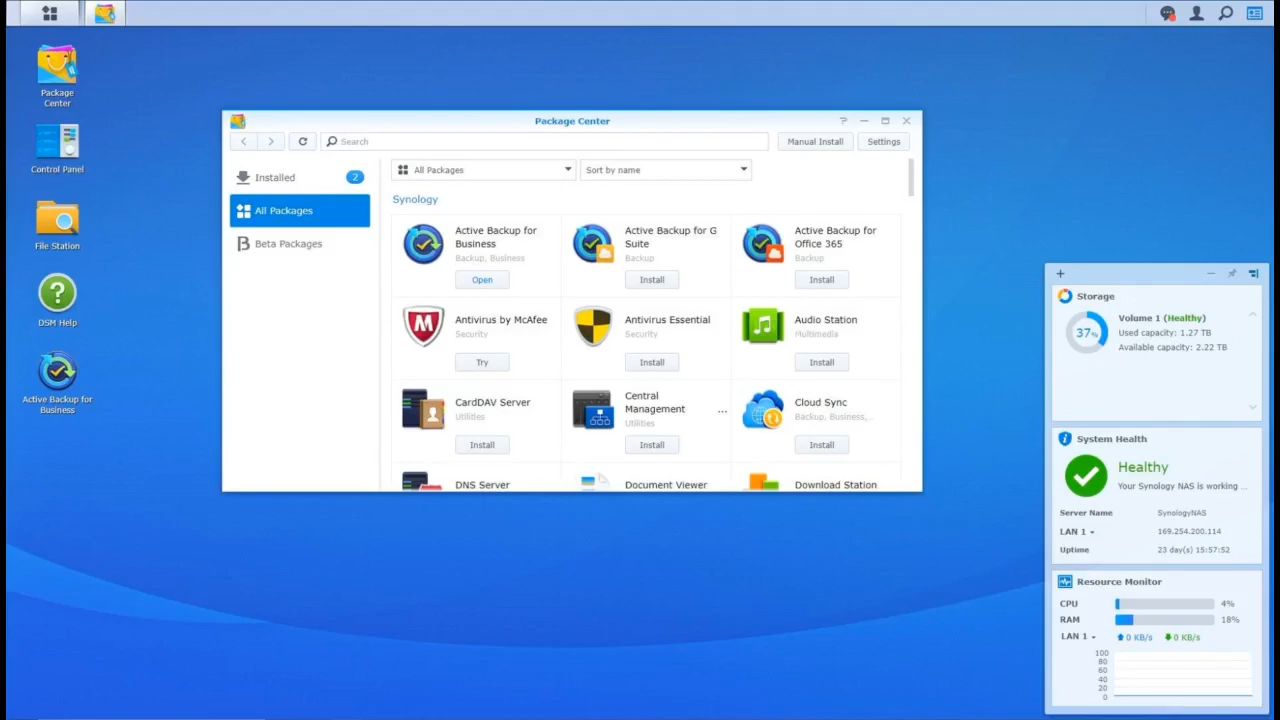 Package
Center
Control Panel
File Station
DSM Help
Active Backup for
Business
Package Center
Search
Manual Install
Settings
Installed
2
All Packages
Beta Packages
All Packages
Sort by name
Synology
Active Backup for
Business
Backup, Business
Open
Active Backup for G
Suite
Backup
Install
Active Backup for
Office 365
Backup
Install
Antivirus by McAfee
Security
Try
Antivirus Essential
Security
Install
Audio Station
Multimedia
Install
CardDAV Server
Utilities
Install
Central
Management
...
Utilities
Install
Cloud Sync
Backup, Business,...
Install
DNS Server
Document Viewer
Download Station
Storage
37%
Volume 1 (Healthy)
Used capacity: 1.27 TB
Available capacity: 2.22 TB
System Health
Healthy
Your Synology NAS is working ...
Server Name SynologyNAS
LAN 1 169.254.200.114
Uptime 23 day(s) 15:57:52
Resource Monitor
CPU 4%
RAM 18%
LAN 1 0 KB/s 0 KB/s
100
80
60
40
20
0